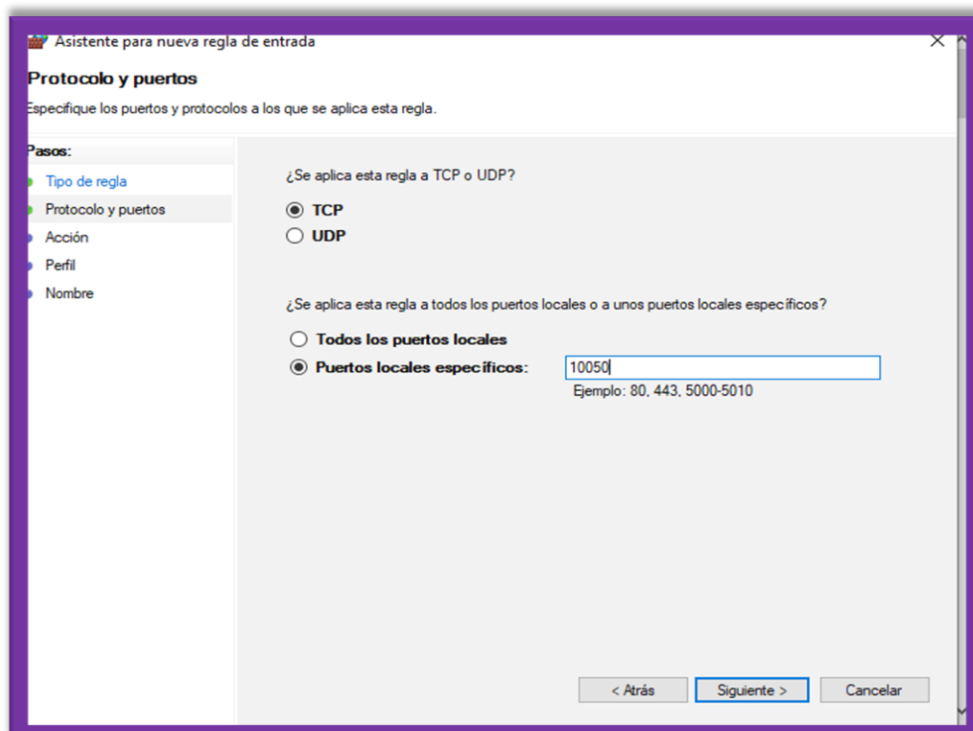 Asistente para nueva regla de entrada
Protocolo y puertos
Especifique los puertos y protocolos a los que se aplica esta regla.
Pasos:
Tipo de regla
Protocolo y puertos
Acción
Perfil
Nombre
¿Se aplica esta regla a TCP o UDP?
TCP
UDP
¿Se aplica esta regla a todos los puertos locales o a unos puertos locales específicos?
Todos los puertos locales
Puertos locales específicos: 10050
Ejemplo: 80, 443, 5000-5010
< Atrás Siguiente > Cancelar